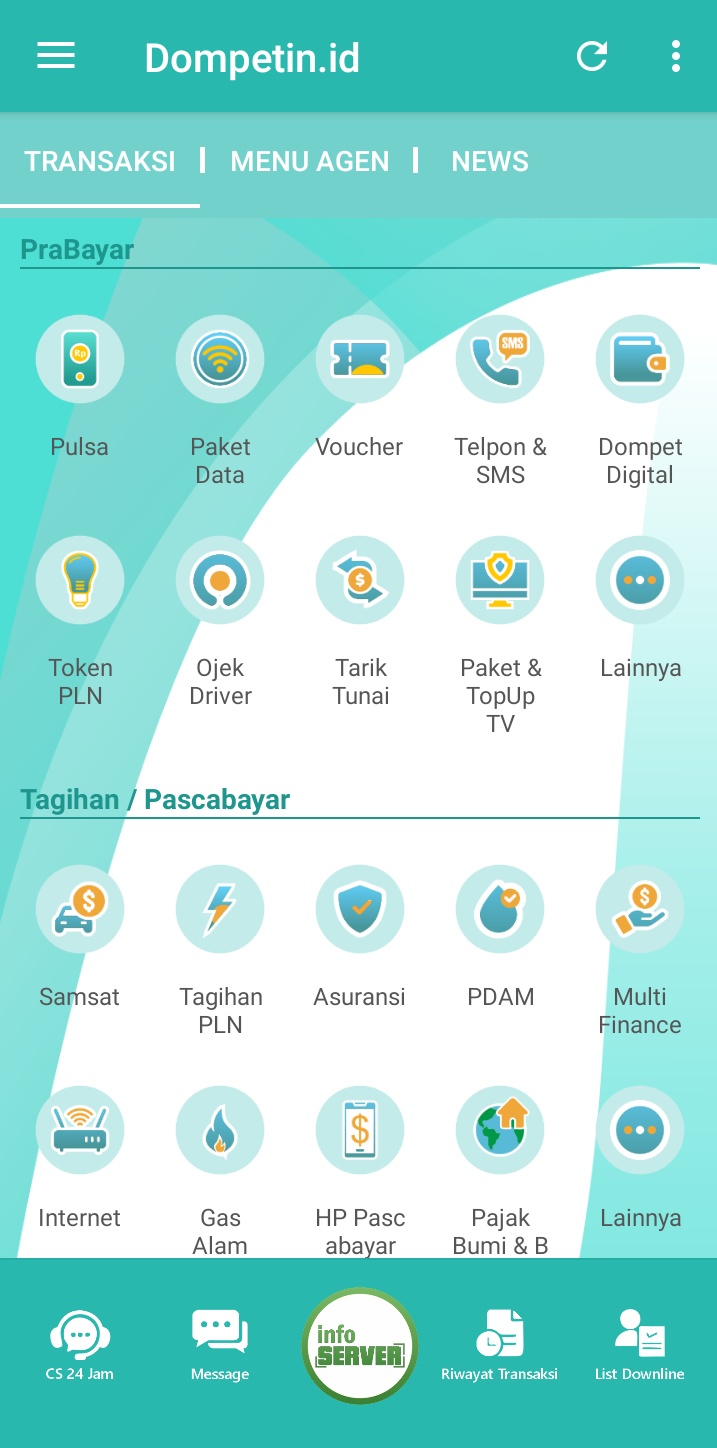 Dompetin.id
TRANSAKSI | MENU AGEN | NEWS
PraBayar
Rp
SMS
Pulsa
Paket
Data
Voucher
Telpon &
SMS
Dompet
Digital
$
Token
PLN
Ojek
Driver
Tarik
Tunai
Paket &
TopUp
TV
Lainnya
Tagihan / Pascabayar
$
$
Samsat
Tagihan
PLN
Asuransi
PDAM
Multi
Finance
$
Internet
Gas
Alam
HP Pasc
abayar
Pajak
Bumi & B
Lainnya
info
SERVER
CS 24 Jam
Message
Riwayat Transaksi
List Downline